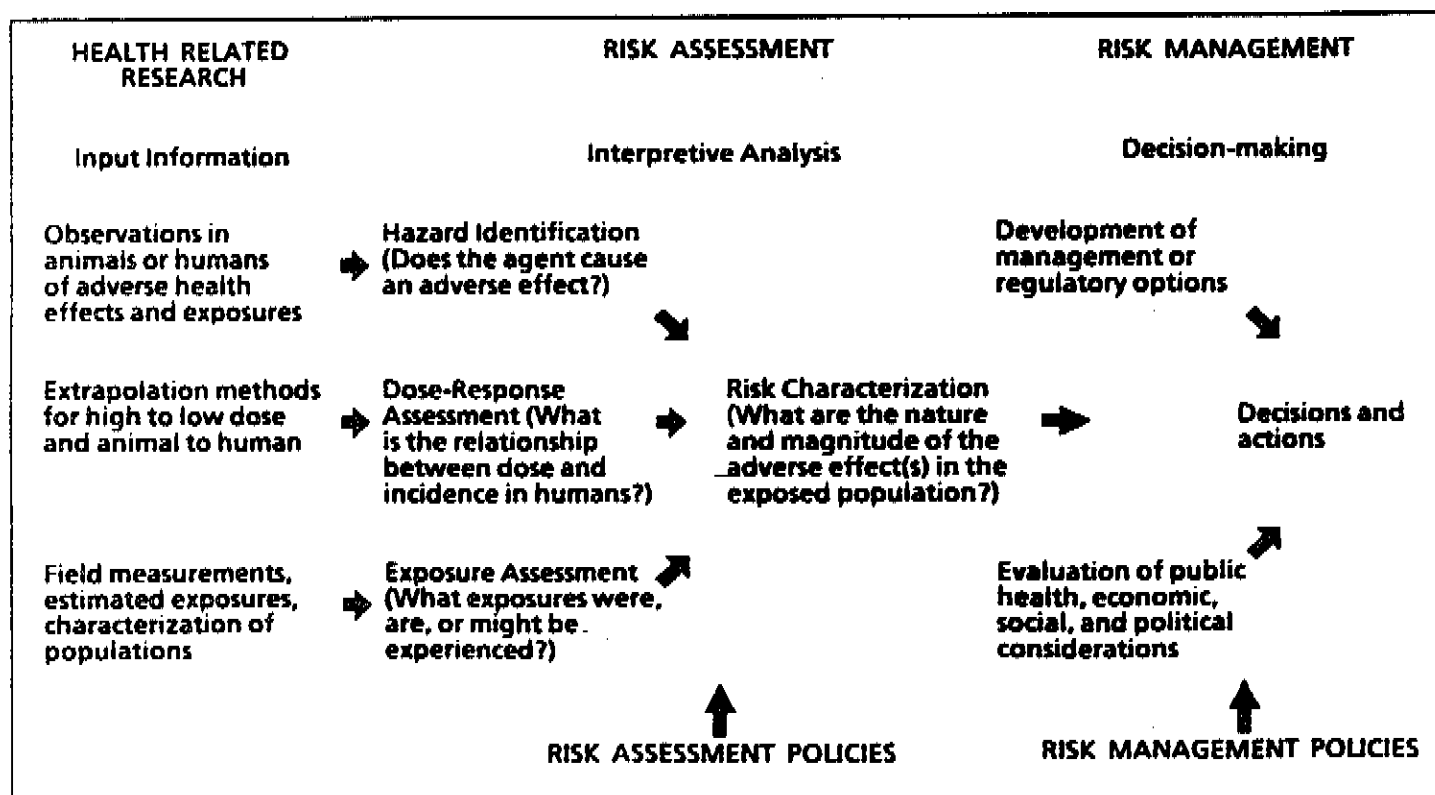 HEALTH RELATED
RESEARCH
RISK ASSESSMENT
RISK MANAGEMENT
Input Information
Interpretive Analysis
Decision-making
Observations in
animals or humans
of adverse health
effects and exposures
Hazard Identification
(Does the agent cause
an adverse effect?)
Development of
management or
regulatory options
Extrapolation methods
for high to low dose
and animal to human
Dose-Response
Assessment (What
is the relationship
between dose and
incidence in humans?)
Risk Characterization
(What are the nature
and magnitude of the
adverse effect(s) in the
exposed population?)
Decisions and
actions
Field measurements,
estimated exposures,
characterization of
populations
Exposure Assessment
(What exposures were,
are, or might be
experienced?)
Evaluation of public
health, economic,
social, and political
considerations
RISK ASSESSMENT POLICIES
RISK MANAGEMENT POLICIES